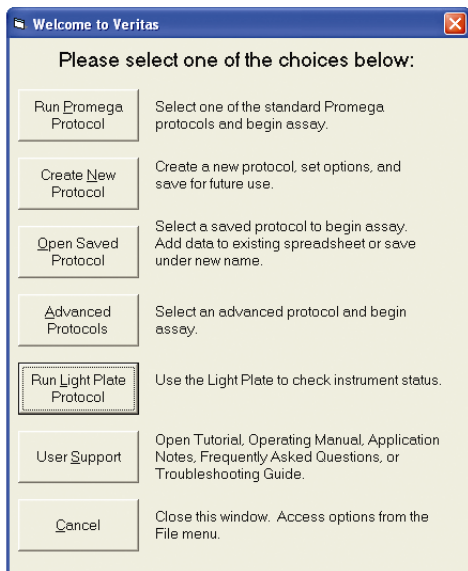 Welcome to Veritas
Please select one of the choices below:
Run Promega
Protocol
Select one of the standard Promega
protocols and begin assay.
Create New
Protocol
Create a new protocol, set options, and
save for future use.
Open Saved
Protocol
Select a saved protocol to begin assay.
Add data to existing spreadsheet or save
under new name.
Advanced
Protocols
Select an advanced protocol and begin
assay.
Run Light Plate
Protocol
Use the Light Plate to check instrument status.
User Support
Open Tutorial, Operating Manual, Application
Notes, Frequently Asked Questions, or
Troubleshooting Guide.
Cancel
Close this window. Access options from the
File menu.